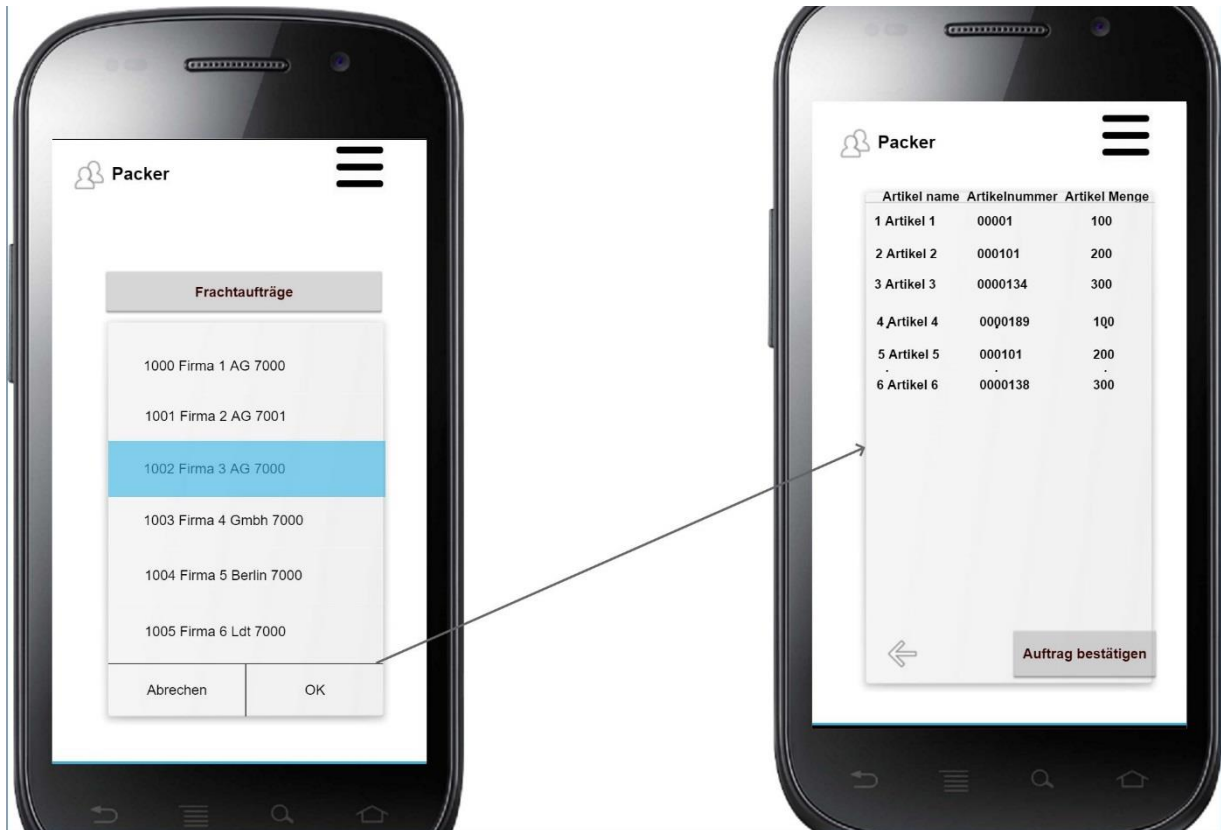 Packer
Frachtaufträge
1000 Firma 1 AG 7000
1001 Firma 2 AG 7001
1002 Firma 3 AG 7000
1003 Firma 4 Gmbh 7000
1004 Firma 5 Berlin 7000
1005 Firma 6 Ldt 7000
Abrechen OK
Packer
Artikel name Artikelnummer Artikel Menge
1 Artikel 1 00001 100
2 Artikel 2 000101 200
3 Artikel 3 0000134 300
4 Artikel 4 0000189 100
5 Artikel 5 000101 200
6 Artikel 6 0000138 300
Auftrag bestätigen